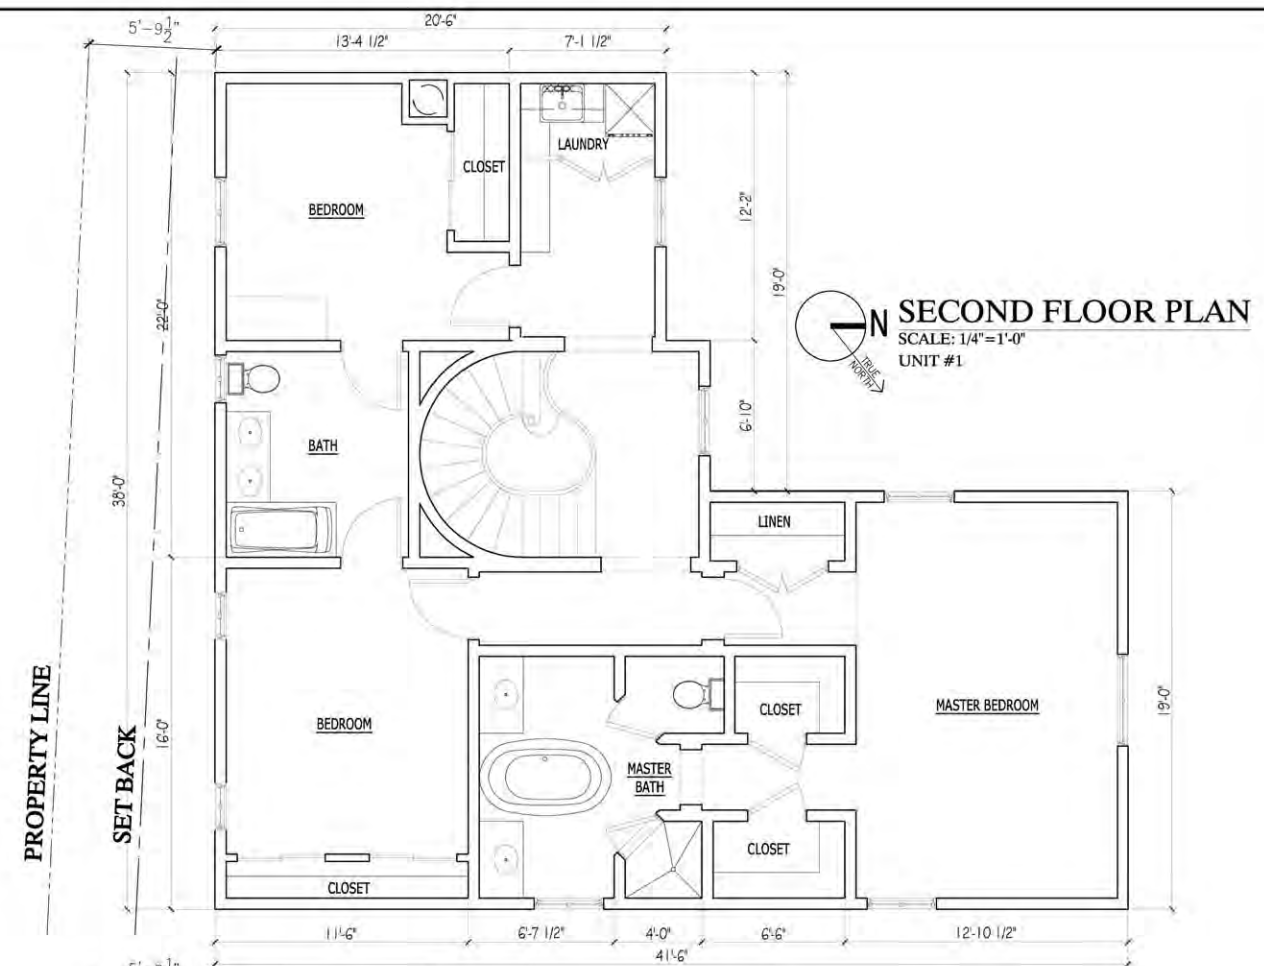 5'-9 1/2"
20'-6"
13'-4 1/2"
7'-1 1/2"
LAUNDRY
CLOSET
BEDROOM
12'-2"
19'-0"
22'-0"
N
SECOND FLOOR PLAN
SCALE: 1/4"=1'-0"
UNIT #1
TRUE
NORTH
BATH
6'-10"
38'-0"
LINEN
PROPERTY LINE
SET BACK
16'-0"
BEDROOM
CLOSET
MASTER BEDROOM
19'-0"
MASTER
BATH
CLOSET
CLOSET
11'-6"
6'-7 1/2"
4'-0"
6'-6"
12'-10 1/2"
41'-6"